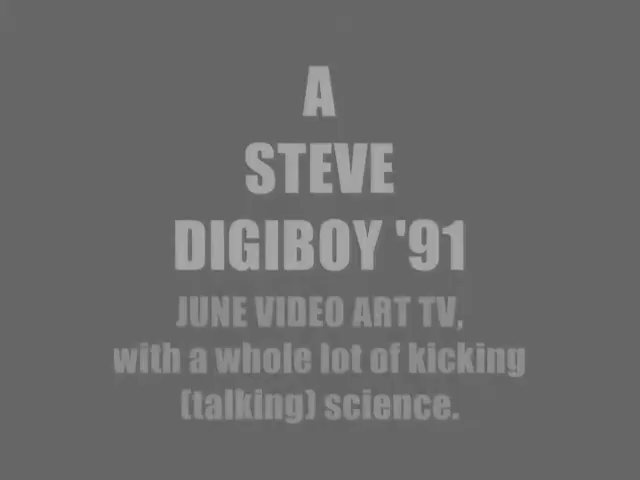 A
STEVE
DIGIBOY '91
JUNE VIDEO ART TV,
with a whole lot of kicking
(talking) science.